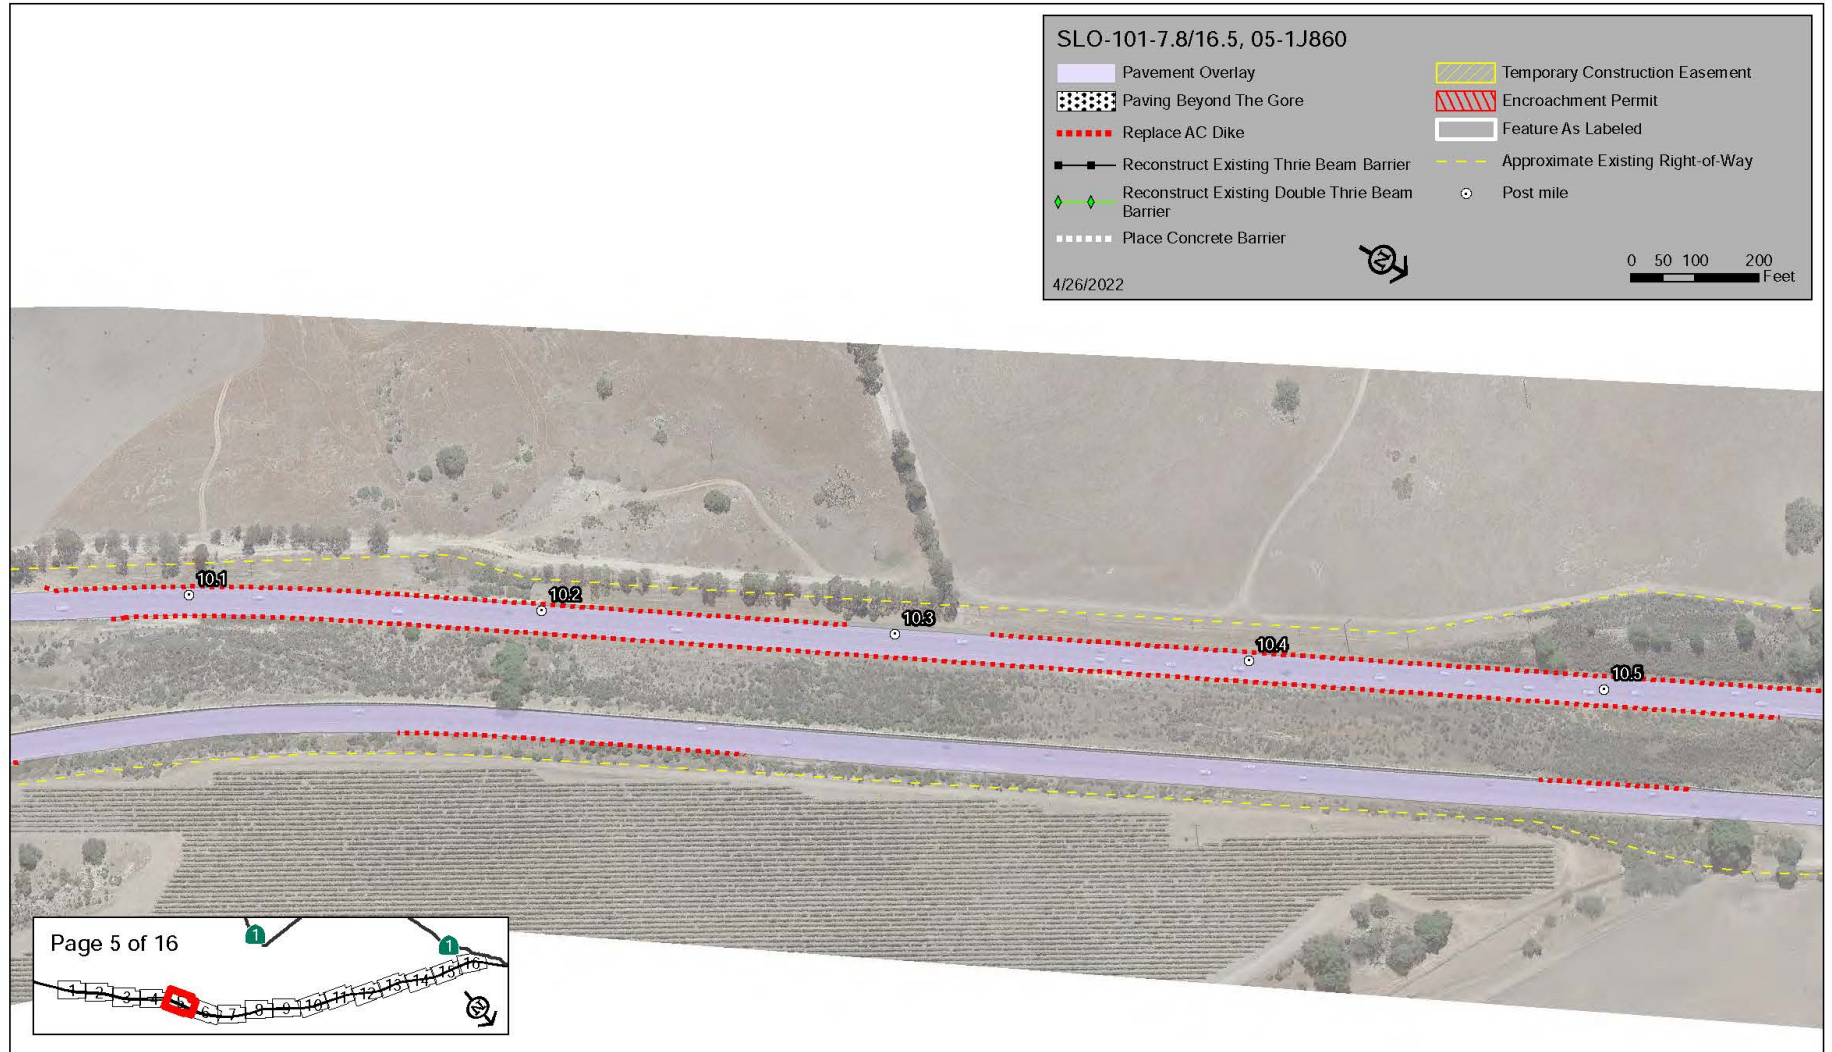 SLO-101-7.8/16.5, 05-1J860
Pavement Overlay
Paving Beyond The Gore
Replace AC Dike
Reconstruct Existing Thrie Beam Barrier
Reconstruct Existing Double Thrie Beam
Barrier
Place Concrete Barrier
4/26/2022
Temporary Construction Easement
Encroachment Permit
Feature As Labeled
Approximate Existing Right-of-Way
Post mile
N
0 50 100 200
Feet
10.1
10.2
10.3
10.4
10.5
Page 5 of 16
1 1
1 2 3 4 5 6 7 8 9 10 11 12 13 14 15 16
N